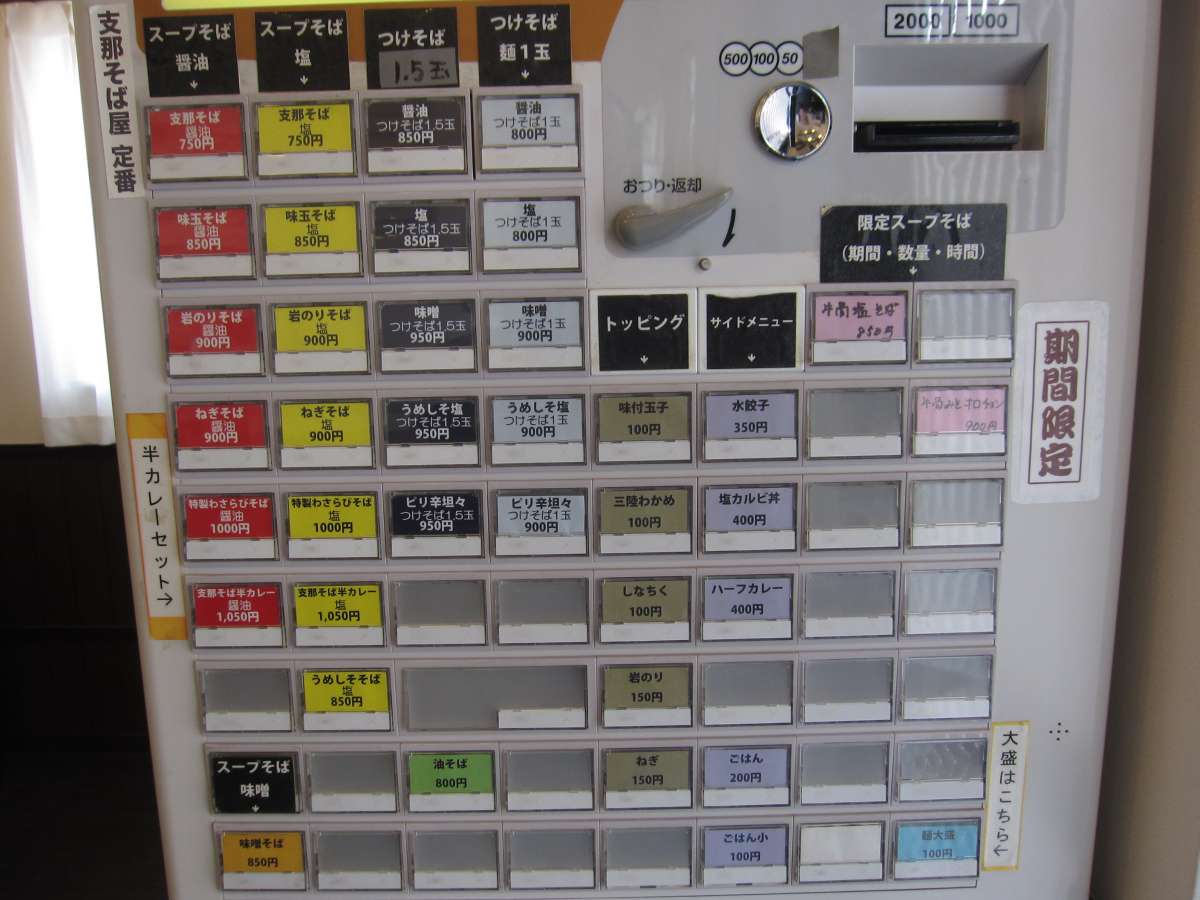 支那そば屋 定番
スープそば
醤油
↓
スープそば
塩
↓
つけそば
1.5玉
つけそば
麺1玉
↓
2000 1000
500 100 50
おつり・返却
支那そば
醤油
750円
支那そば
塩
750円
醤油
つけそば1.5玉
850円
醤油
つけそば1玉
800円
味玉そば
醤油
850円
味玉そば
塩
850円
塩
つけそば1.5玉
850円
塩
つけそば1玉
800円
限定スープそば
(期間・数量・時間)
↓
岩のりそば
醤油
900円
岩のりそば
塩
900円
味噌
つけそば1.5玉
950円
味噌
つけそば1玉
900円
トッピング
↓
サイドメニュー
↓
塩そば
850円
期間限定
ねぎそば
醤油
900円
ねぎそば
塩
900円
うめしそ塩
つけそば1.5玉
950円
うめしそ塩
つけそば1玉
900円
味付玉子
100円
水餃子
350円
900円
半カレーセット→
特製わさらびそば
醤油
1000円
特製わさらびそば
塩
1000円
ピリ辛坦々
つけそば1.5玉
950円
ピリ辛坦々
つけそば1玉
900円
三陸わかめ
100円
塩カルビ丼
400円
支那そば半カレー
醤油
1,050円
支那そば半カレー
塩
1,050円
しなちく
100円
ハーフカレー
400円
うめしそそば
塩
850円
岩のり
150円
スープそば
味噌
↓
油そば
800円
ねぎ
150円
ごはん
200円
大盛はこちら←
味噌そば
850円
ごはん小
100円
麺大盛
100円